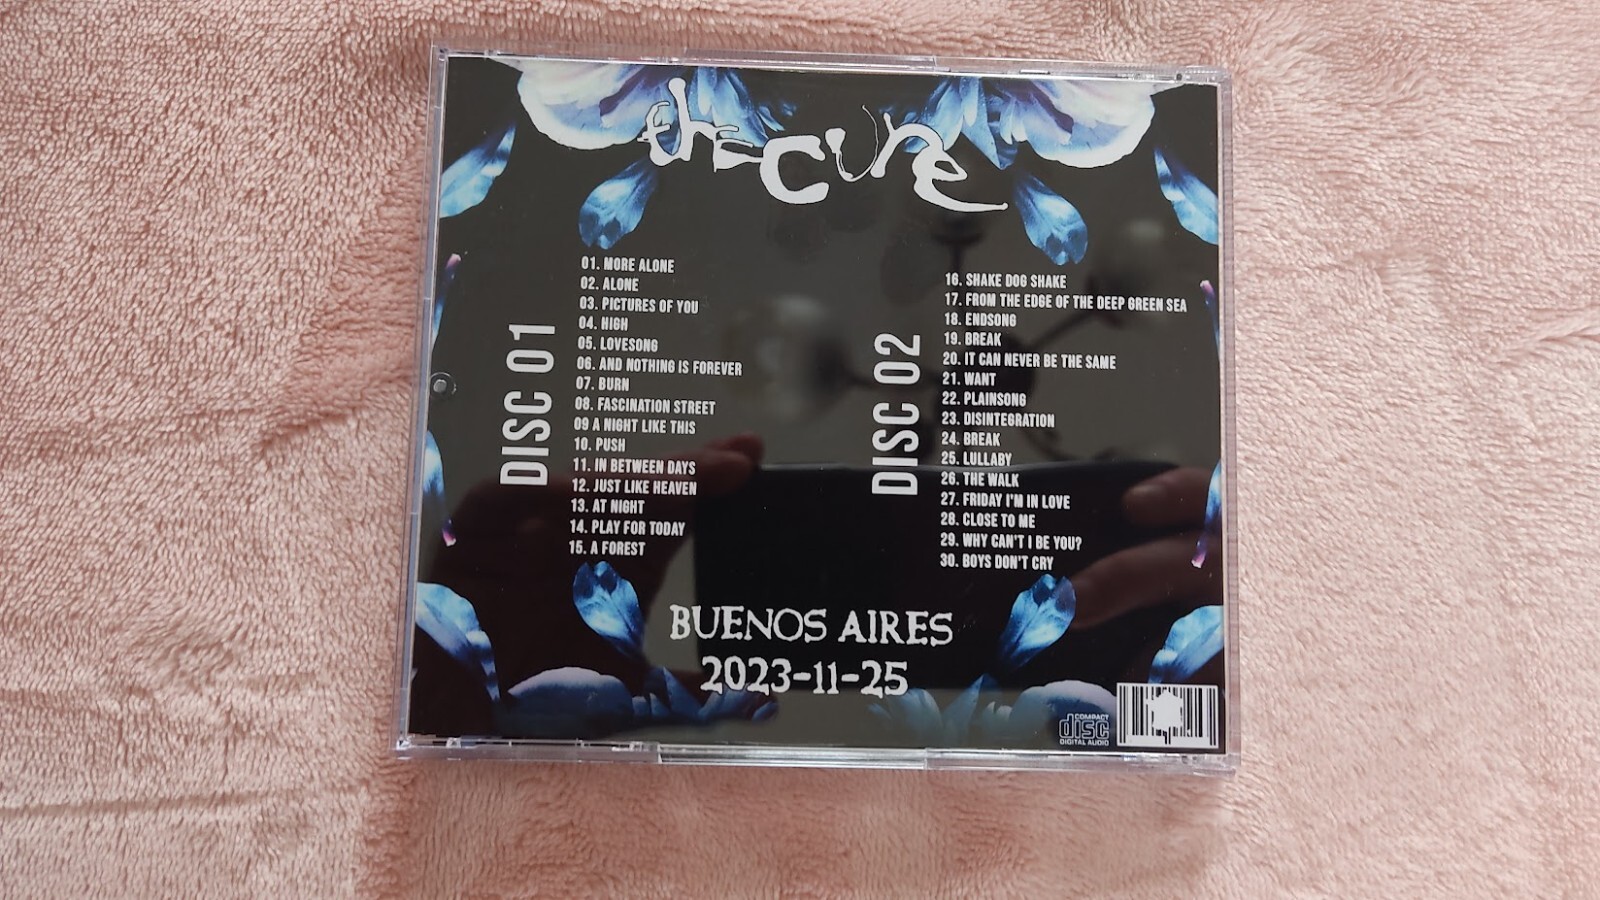 the cure
DISC 01
01. MORE ALONE
02. ALONE
03. PICTURES OF YOU
04. HIGH
05. LOVESONG
06. AND NOTHING IS FOREVER
07. BURN
08. FASCINATION STREET
09 A NIGHT LIKE THIS
10. PUSH
11. IN BETWEEN DAYS
12. JUST LIKE HEAVEN
13. AT NIGHT
14. PLAY FOR TODAY
15. A FOREST
DISC 02
16. SHAKE DOG SHAKE
17. FROM THE EDGE OF THE DEEP GREEN SEA
18. ENDSONG
19. BREAK
20. IT CAN NEVER BE THE SAME
21. WANT
22. PLAINSONG
23. DISINTEGRATION
24. BREAK
25. LULLABY
26. THE WALK
27. FRIDAY I'M IN LOVE
28. CLOSE TO ME
29. WHY CAN'T I BE YOU?
30. BOYS DON'T CRY
BUENOS AIRES
2023-11-25
COMPACT
disc
DIGITAL AUDIO